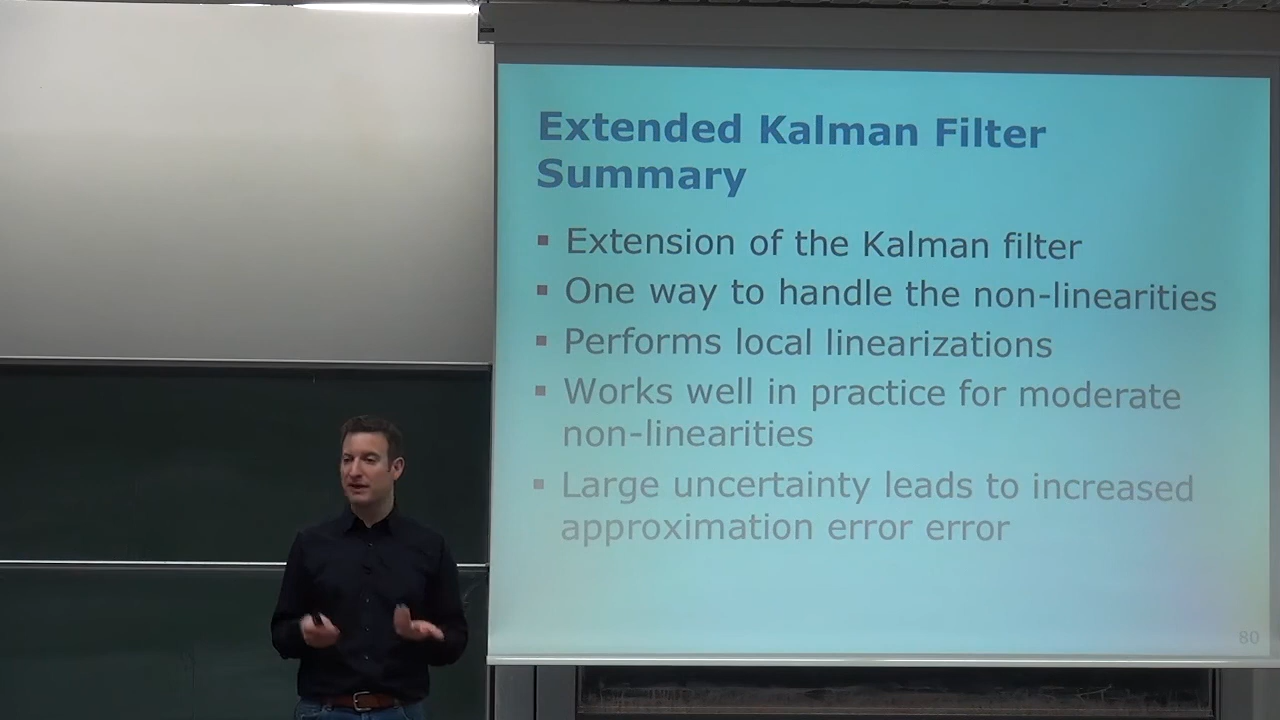 Extended Kalman Filter
Summary
▪ Extension of the Kalman filter
▪ One way to handle the non-linearities
▪ Performs local linearizations
▪ Works well in practice for moderate
non-linearities
▪ Large uncertainty leads to increased
approximation error error
80